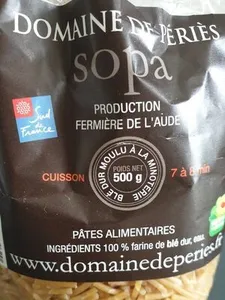 DOMAINE DE PÉRIÈS
sopa
PRODUCTION
FERMIÈRE DE L'AUDE
Sud
de
France
BLÉ DUR MOULU À LA MINOTERIE
POIDS NET
500 g
CUISSON
7 à 8 min
PÂTES ALIMENTAIRES
INGRÉDIENTS 100 % farine de blé dur, eau.
www.domainedeperies.fr